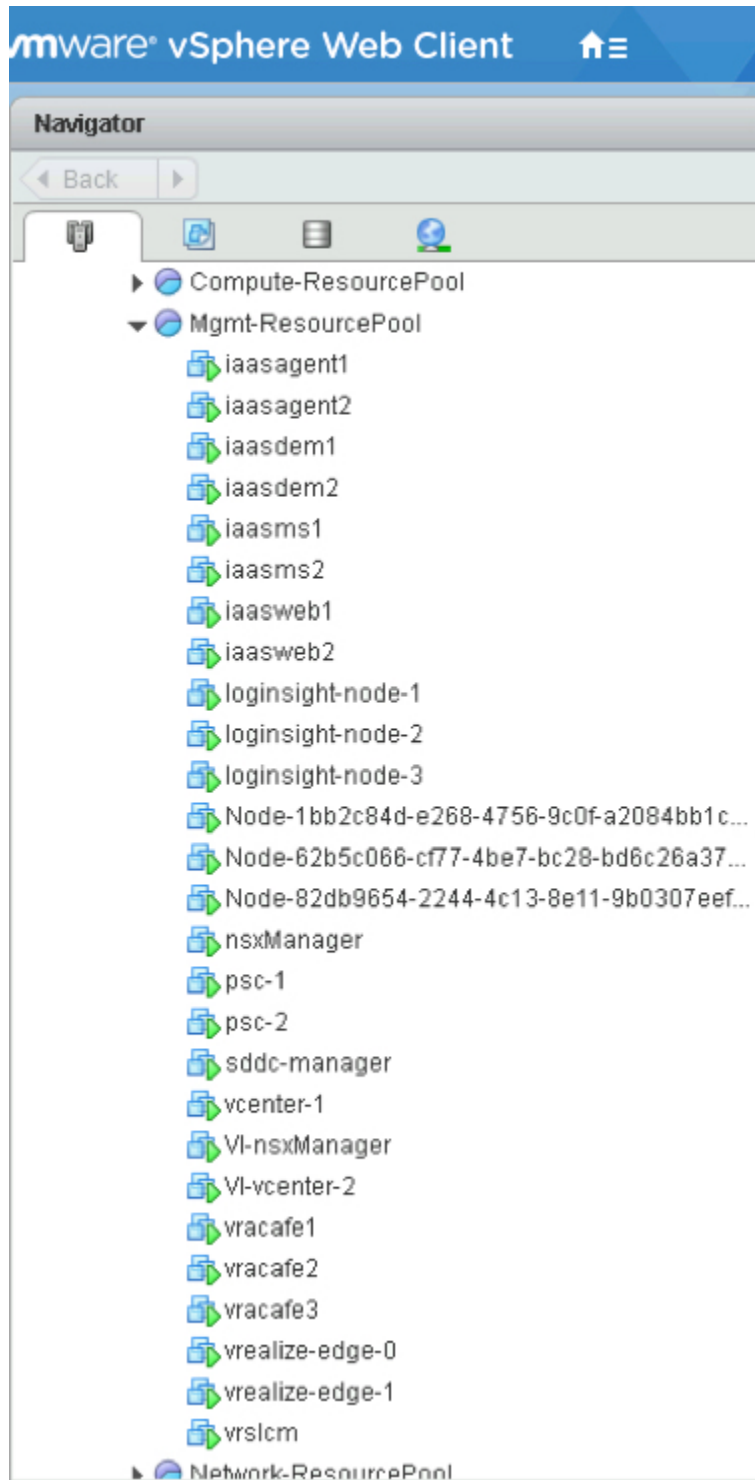 vmware® vSphere Web Client
Navigator
Back
Compute-ResourcePool
Mgmt-ResourcePool
iaasagent1
iaasagent2
iaasdem1
iaasdem2
iaasms1
iaasms2
iaasweb1
iaasweb2
loginsight-node-1
loginsight-node-2
loginsight-node-3
Node-1bb2c84d-e268-4756-9c0f-a2084bb1c...
Node-62b5c066-cf77-4be7-bc28-bd6c26a37...
Node-82db9654-2244-4c13-8e11-9b0307eef...
nsxManager
psc-1
psc-2
sddc-manager
vcenter-1
VI-nsxManager
VI-vcenter-2
vracafe1
vracafe2
vracafe3
vrealize-edge-0
vrealize-edge-1
vrslcm
Network-ResourcePool